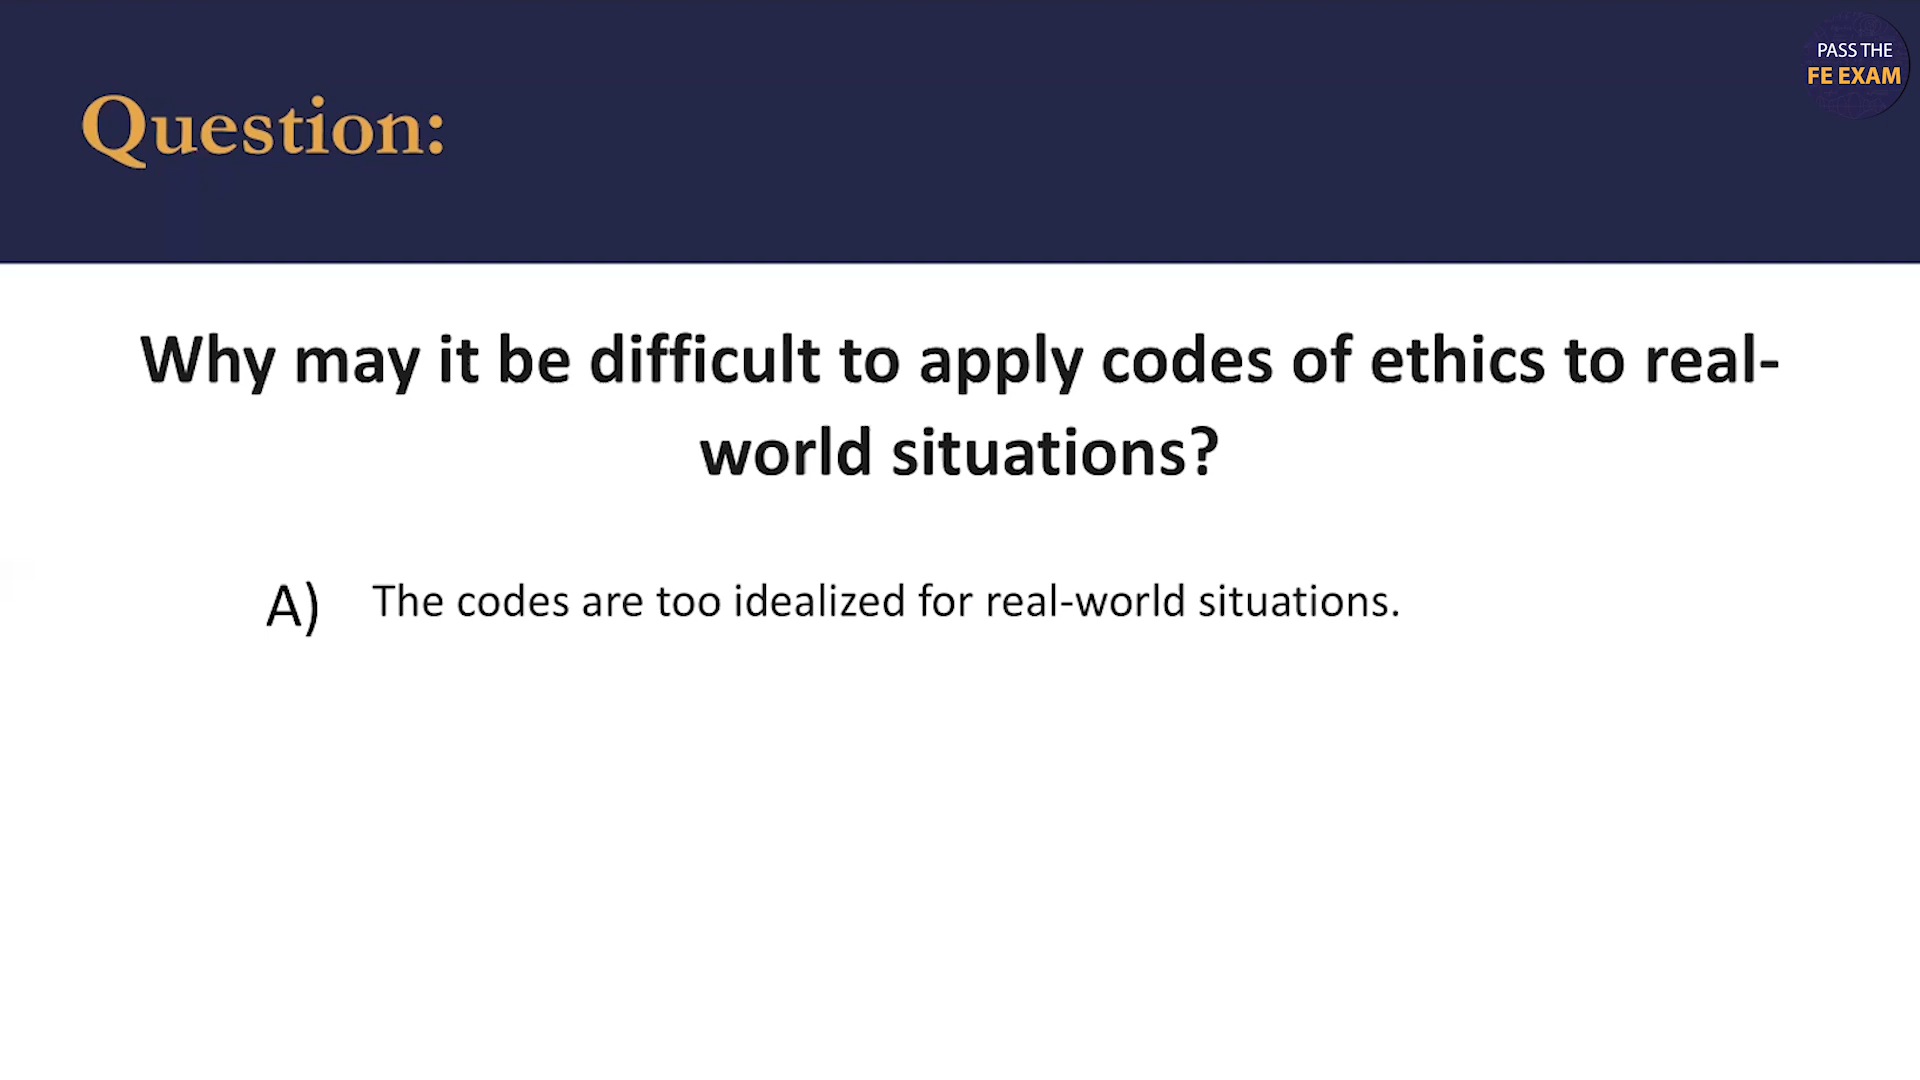 PASS THE
FE EXAM
Question:
Why may it be difficult to apply codes of ethics to real-
world situations?
A) The codes are too idealized for real-world situations.